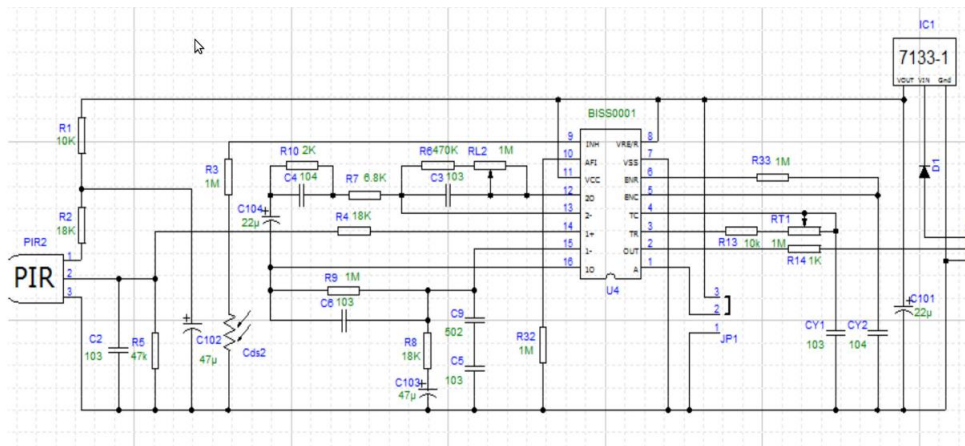 IC1
7133-1
VOUT VIN Gnd
BISS0001
R1
10K
R10 2K
R6 470K RL2 1M
9 INH VRE/R 8
10 AFI VSS 7
11 VCC ENR 6
12 2O ENC 5
13 2- TC 4
14 1+ TR 3
15 1- OUT 2
16 1O A 1
U4
R33 1M
D1
R3
1M
C4 104
R7 6.8K
C3 103
C104
22μ
R4 18K
R2
18K
RT1
R13 10k 1M
R14 1K
PIR2
PIR
1
2
3
R9 1M
C6 103
C9
502
3
2
1
JP1
C101
22μ
C2
103
R5
47k
C102
47μ
Cds2
R8
18K
C5
103
R32
1M
CY1
103
CY2
104
C103
47μ